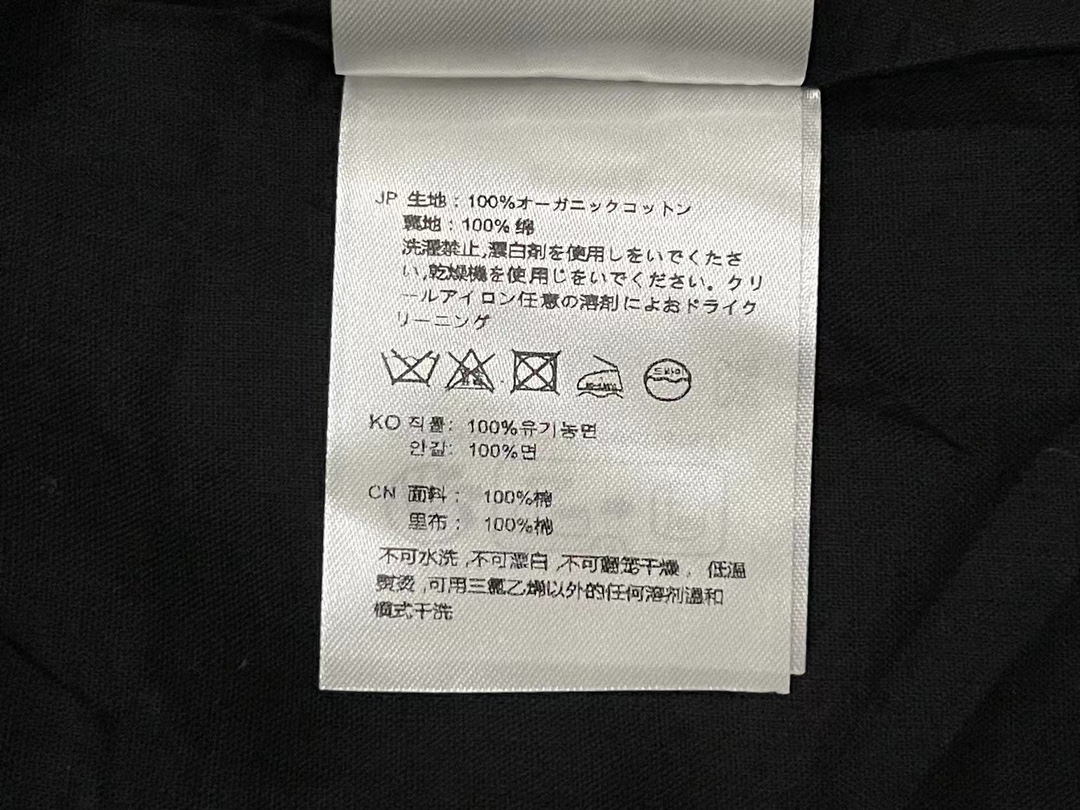 JP 生地：100%オーガニックコットン
裏地：100% 绵
洗濯禁止,漂白剤を使用しをいでくたさ
い,乾燥機を使用じをいでください。クリ
ールアイロン任意の溶剤によおドライク
リーニング
드라이
KO 직물: 100%유기농면
안감: 100%면
CN 面料： 100%棉
里布： 100%棉
不可水洗,不可漂白,不可翻笼干燥，低温
熨烫,可用三氯乙烯以外的任何溶剂温和
模式干洗